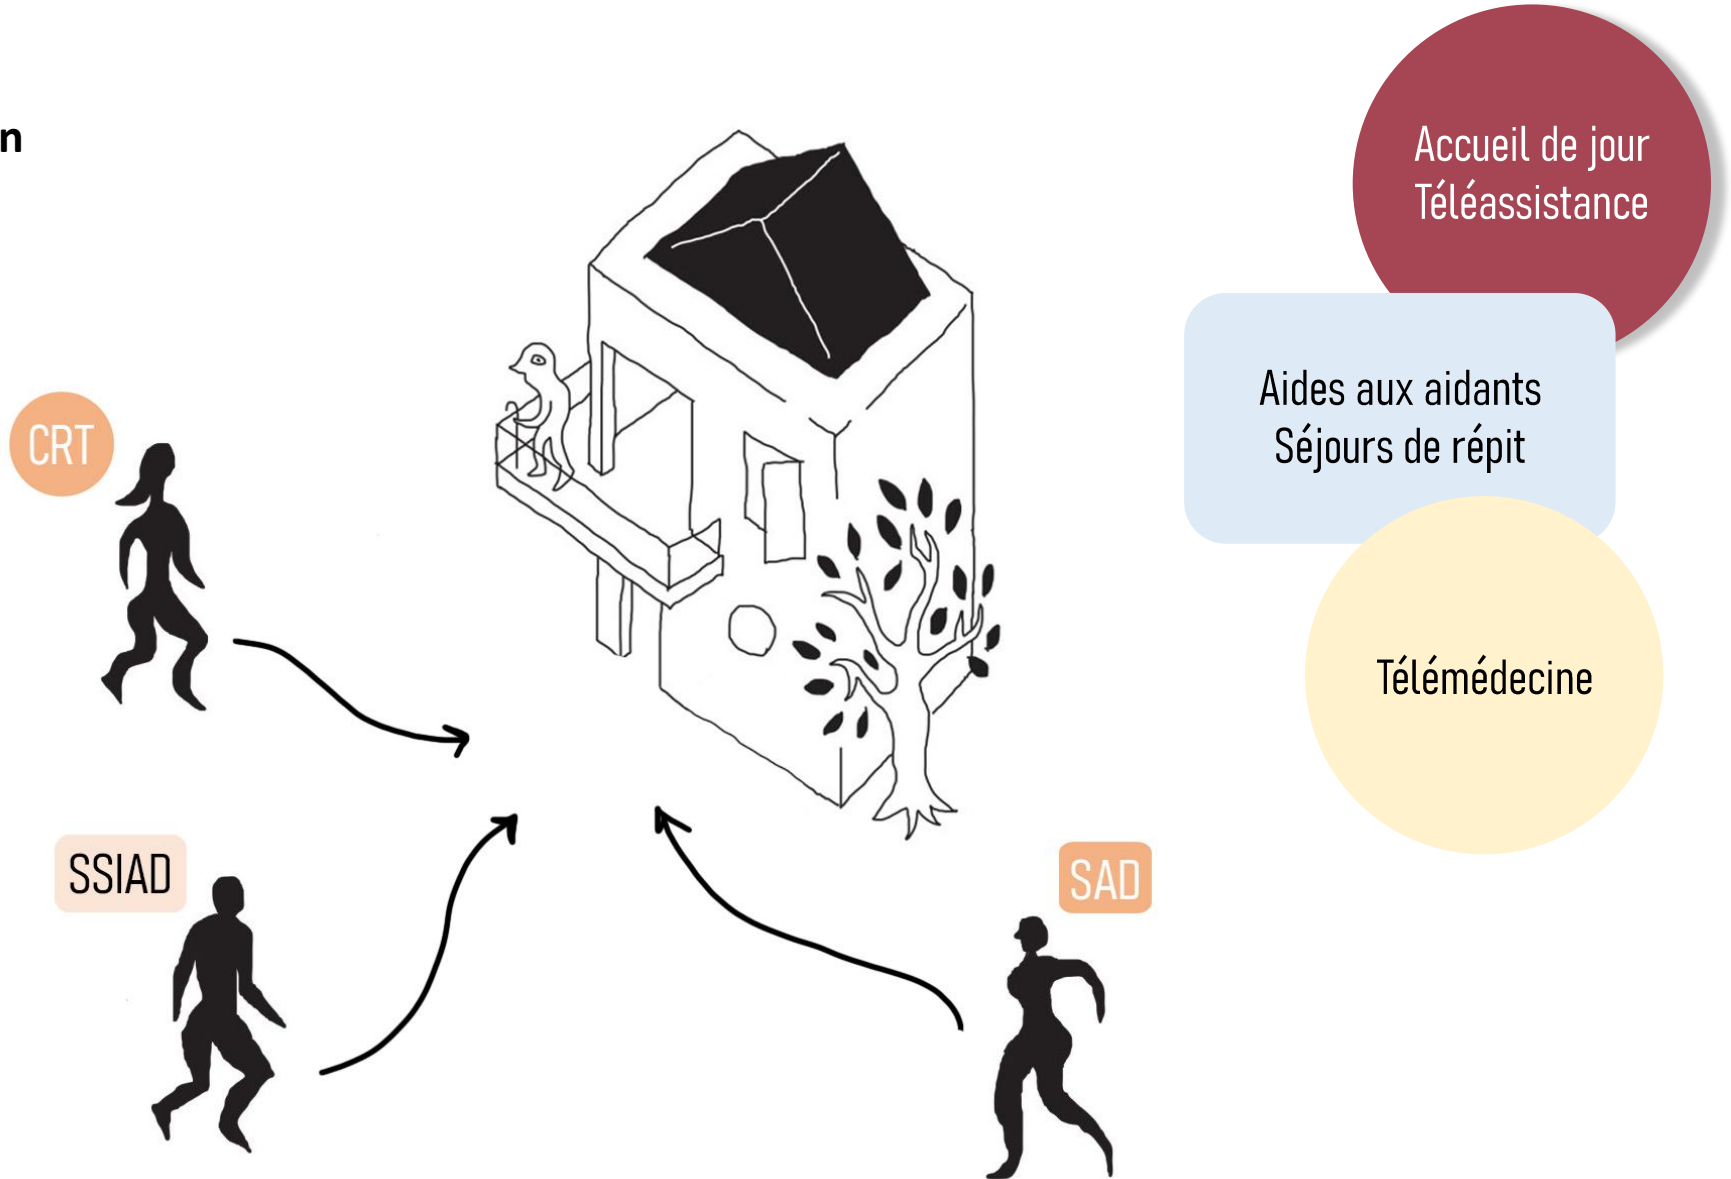 n
Accueil de jour
Téléassistance
Aides aux aidants
Séjours de répit
CRT
Télémédecine
SSIAD
SAD